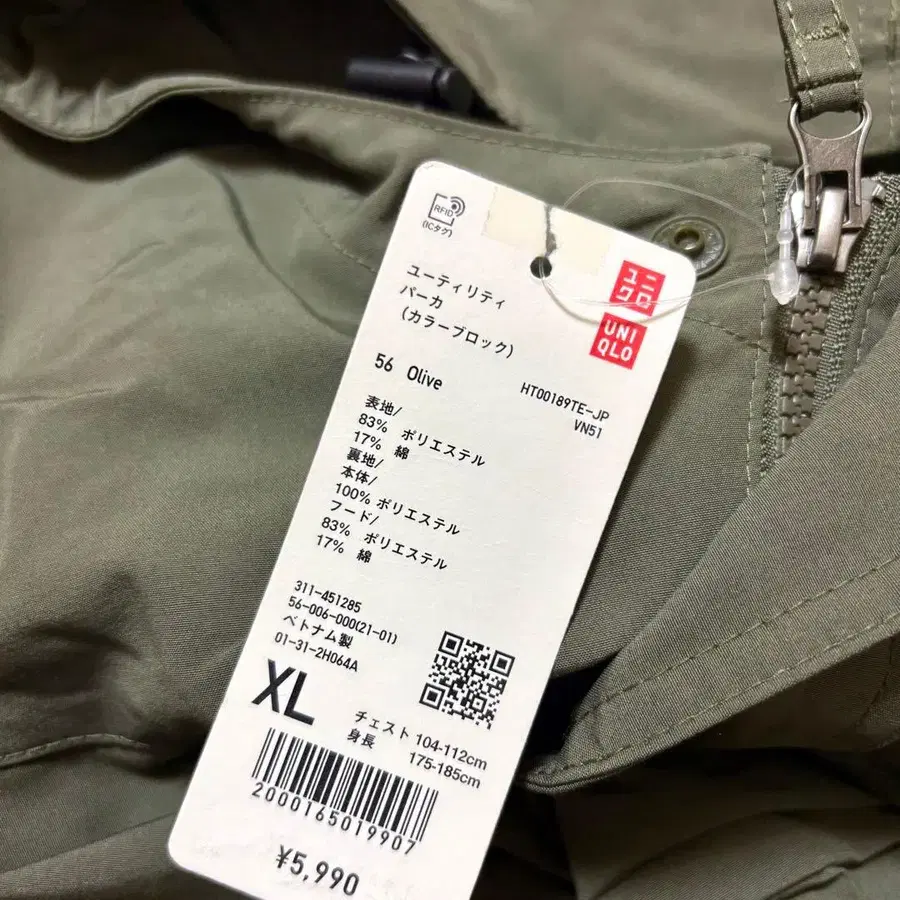 RFID
(ICタグ)
ユニ
クロ
UNI
QLO
ユーティリティ
パーカ
(カラーブロック)
56 Olive
HT00189TE-JP
VN51
表地/
83% ポリエステル
17% 綿
裏地/
本体/
100% ポリエステル
フード/
83% ポリエステル
17% 綿
311-451285
56-006-000(21-01)
ベトナム製
01-31-2H064A
XL
チェスト 104-112cm
身長 175-185cm
2000165019907
¥5,990